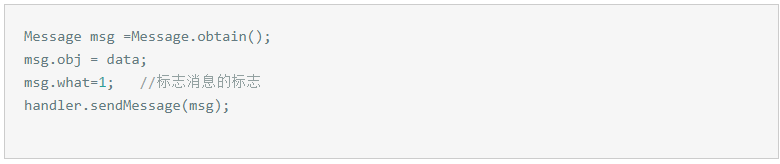 Message msg =Message.obtain();
msg.obj = data;
msg.what=1;   //标志消息的标志
handler.sendMessage(msg);